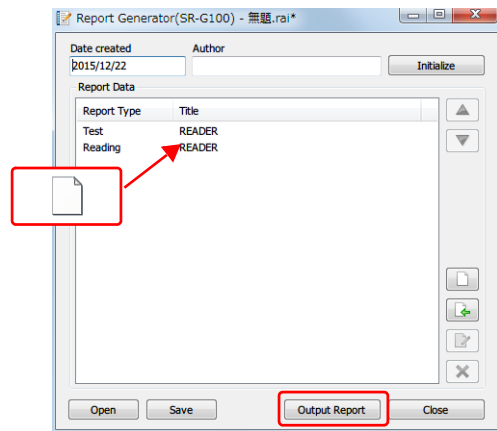 Report Generator(SR-G100) - 無題.rai*
Date created
Author
2015/12/22
Initialize
Report Data
Report Type
Title
Test
READER
Reading
READER
Open
Save
Output Report
Close